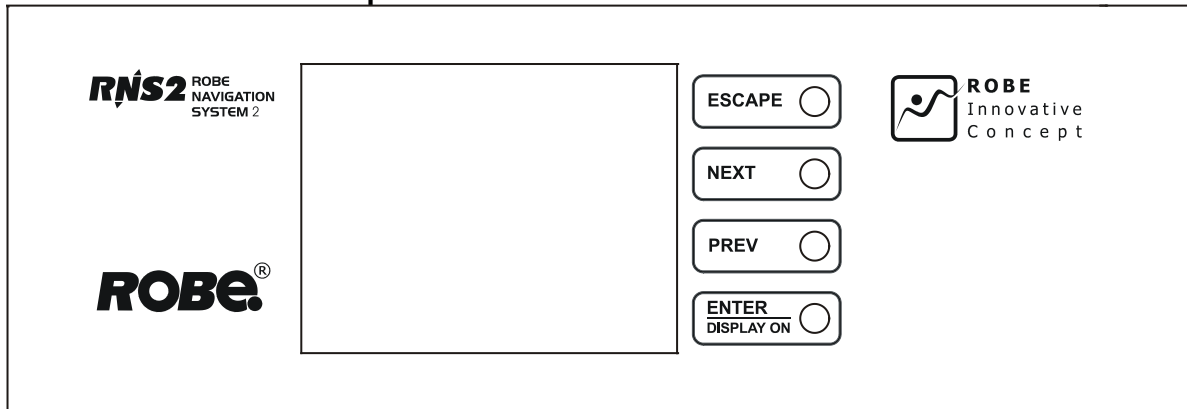 RNS2 ROBE
NAVIGATION
SYSTEM 2
ROBE®
ESCAPE
NEXT
PREV
ENTER
DISPLAY ON
ROBE
Innovative
Concept